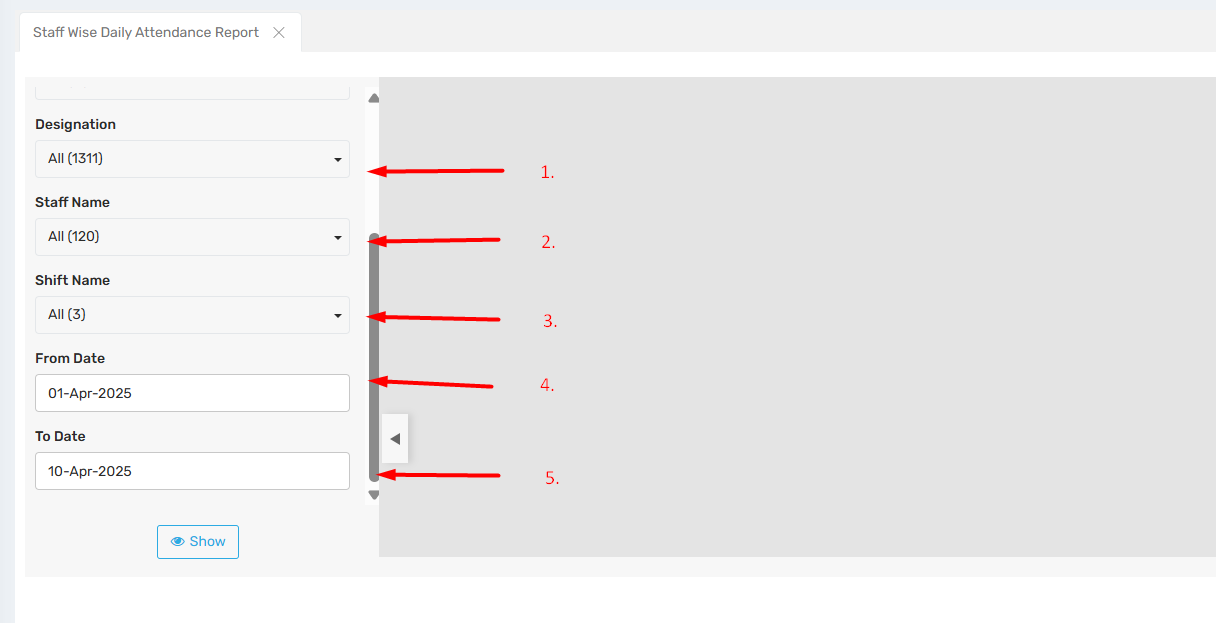 Staff Wise Daily Attendance Report
Designation
All (1311)
1.
Staff Name
All (120)
2.
Shift Name
All (3)
3.
From Date
01-Apr-2025
4.
To Date
10-Apr-2025
5.
Show